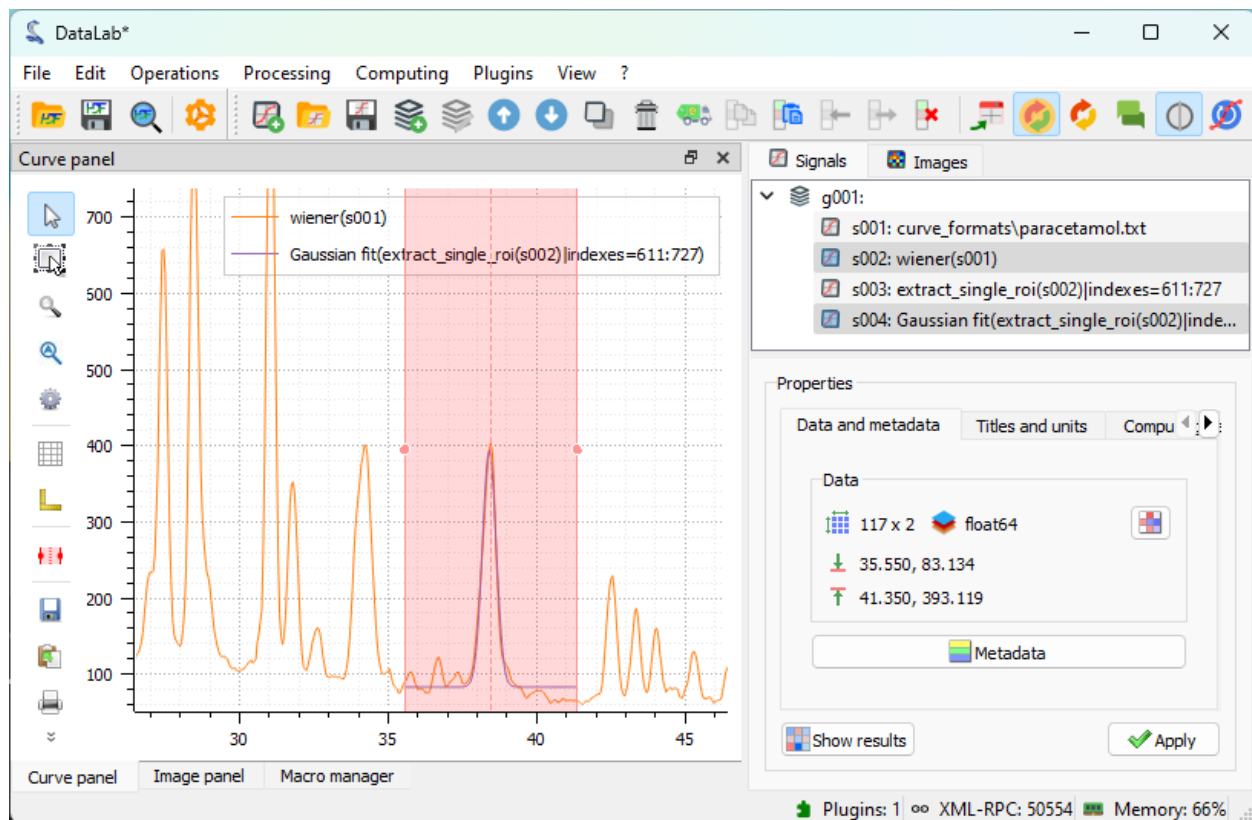 DataLab*
File Edit Operations Processing Computing Plugins View ?
Curve panel
700
600
500
400
300
200
100
30 35 40 45
wiener(s001)
Gaussian fit(extract_single_roi(s002)|indexes=611:727)
Curve panel Image panel Macro manager
Signals Images
g001:
s001: curve_formats\paracetamol.txt
s002: wiener(s001)
s003: extract_single_roi(s002)|indexes=611:727
s004: Gaussian fit(extract_single_roi(s002)|inde...
Properties
Data and metadata Titles and units Compu
Data
117 x 2 float64
35.550, 83.134
41.350, 393.119
Metadata
Show results Apply
Plugins: 1 XML-RPC: 50554 Memory: 66%